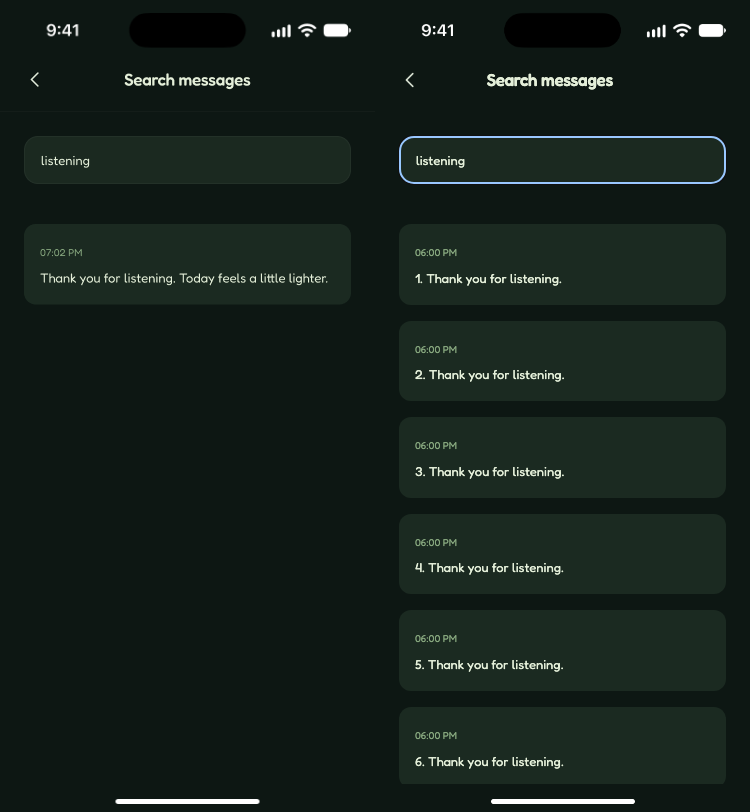 9:41
Search messages
listening
07:02 PM
Thank you for listening. Today feels a little lighter.
9:41
Search messages
listening
06:00 PM
1. Thank you for listening.
06:00 PM
2. Thank you for listening.
06:00 PM
3. Thank you for listening.
06:00 PM
4. Thank you for listening.
06:00 PM
5. Thank you for listening.
06:00 PM
6. Thank you for listening.